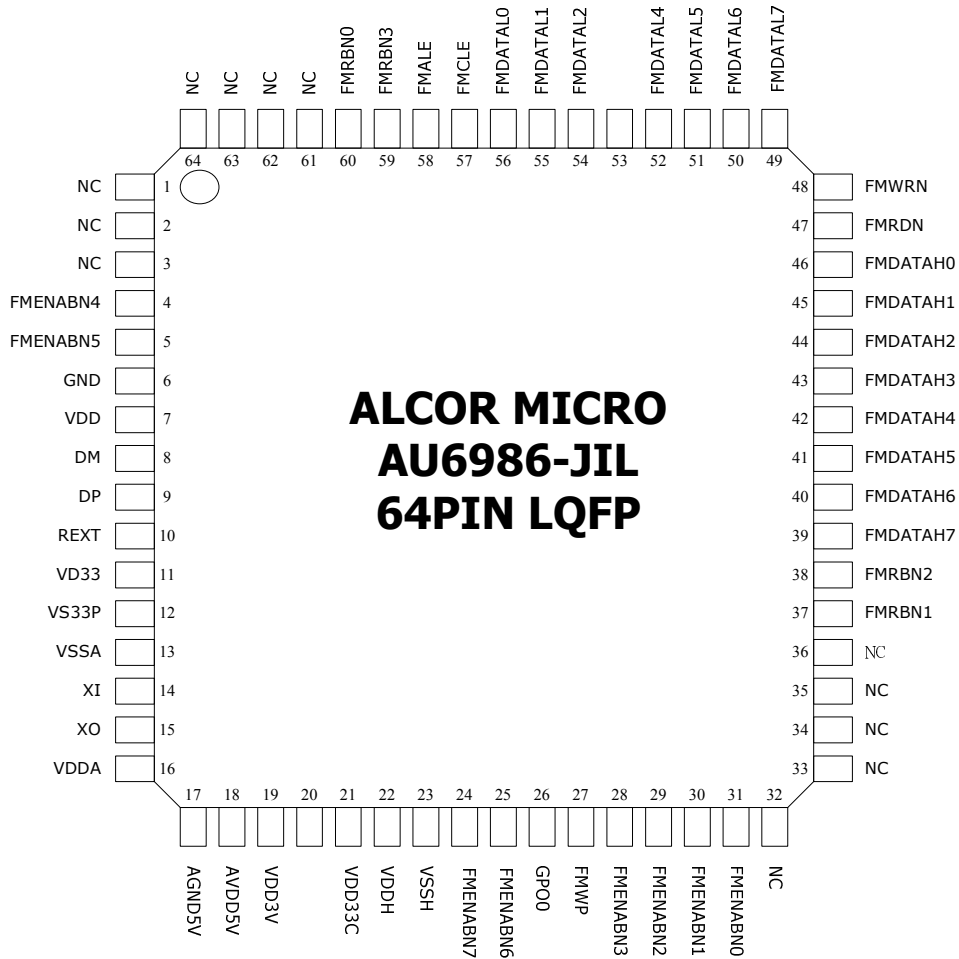 NC
NC
NC
NC
FMRBN0
FMRBN3
FMALE
FMCLE
FMDATAL0
FMDATAL1
FMDATAL2
FMDATAL4
FMDATAL5
FMDATAL6
FMDATAL7
64 63 62 61 60 59 58 57 56 55 54 53 52 51 50 49
NC 1
NC 2
NC 3
FMENABN4 4
FMENABN5 5
GND 6
VDD 7
DM 8
DP 9
REXT 10
VD33 11
VS33P 12
VSSA 13
XI 14
XO 15
VDDA 16
ALCOR MICRO
AU6986-JIL
64PIN LQFP
48 FMWRN
47 FMRDN
46 FMDATAH0
45 FMDATAH1
44 FMDATAH2
43 FMDATAH3
42 FMDATAH4
41 FMDATAH5
40 FMDATAH6
39 FMDATAH7
38 FMRBN2
37 FMRBN1
36 NC
35 NC
34 NC
33 NC
17 18 19 20 21 22 23 24 25 26 27 28 29 30 31 32
AGND5V
AVDD5V
VDD3V
VDD33C
VDDH
VSSH
FMENABN7
FMENABN6
GPO0
FMWP
FMENABN3
FMENABN2
FMENABN1
FMENABN0
NC